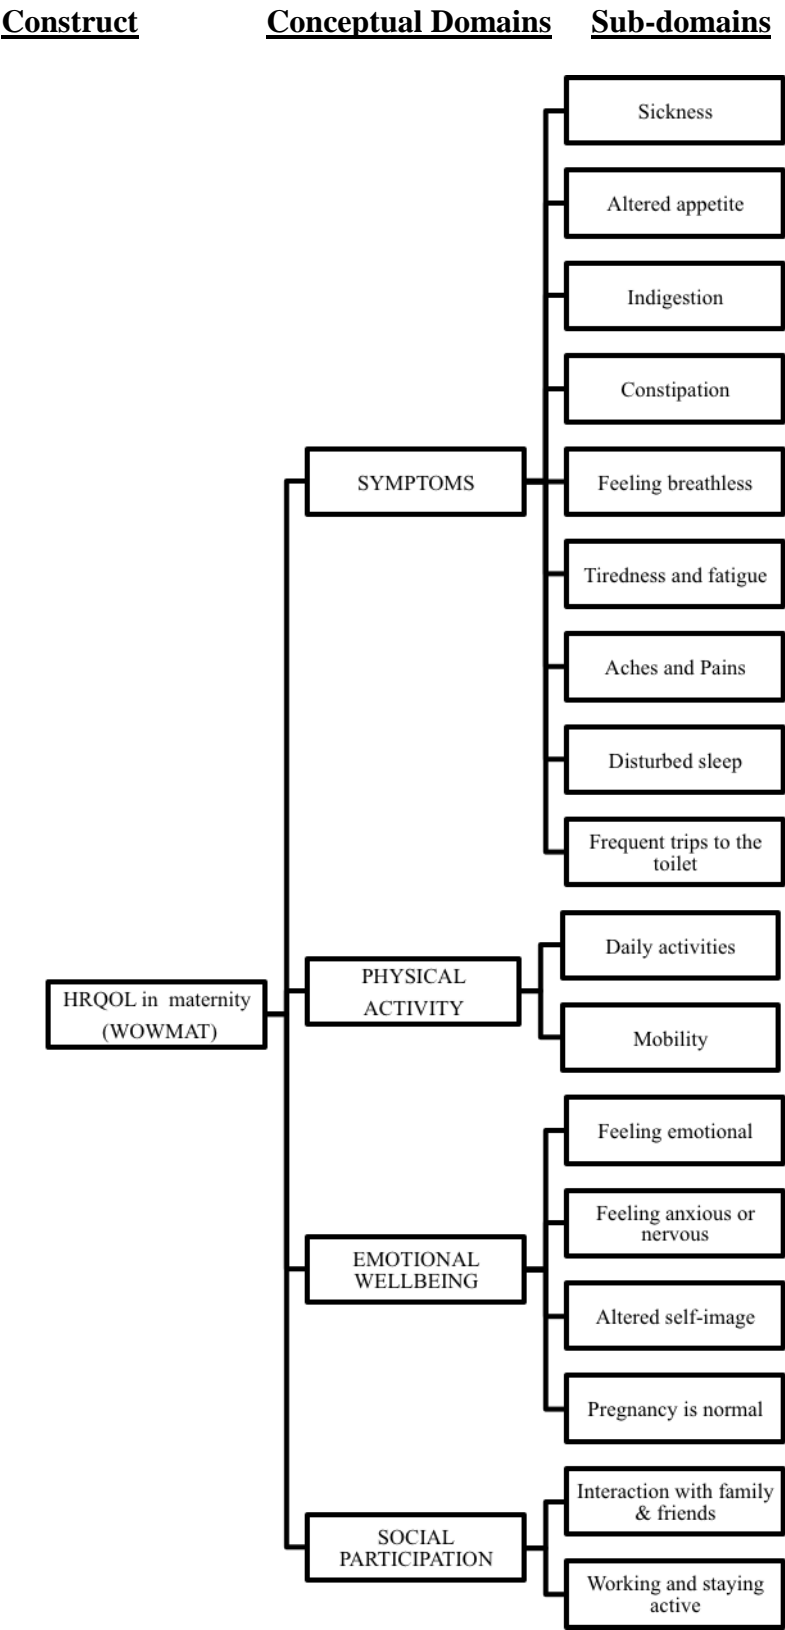 Construct Conceptual Domains Sub-domains
Sickness
Altered appetite
Indigestion
Constipation
SYMPTOMS
Feeling breathless
Tiredness and fatigue
Aches and Pains
Disturbed sleep
Frequent trips to the
toilet
HRQOL in maternity
(WOWMAT)
PHYSICAL
ACTIVITY
Daily activities
Mobility
EMOTIONAL
WELLBEING
Feeling emotional
Feeling anxious or
nervous
Altered self-image
Pregnancy is normal
SOCIAL
PARTICIPATION
Interaction with family
& friends
Working and staying
active